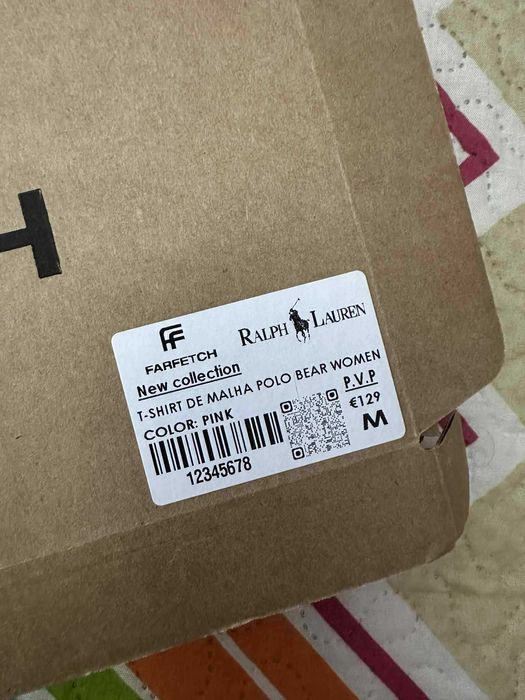 FARFETCH
RALPH LAUREN
New collection
T-SHIRT DE MALHA POLO BEAR WOMEN
COLOR: PINK
P.V.P
€129
M
12345678